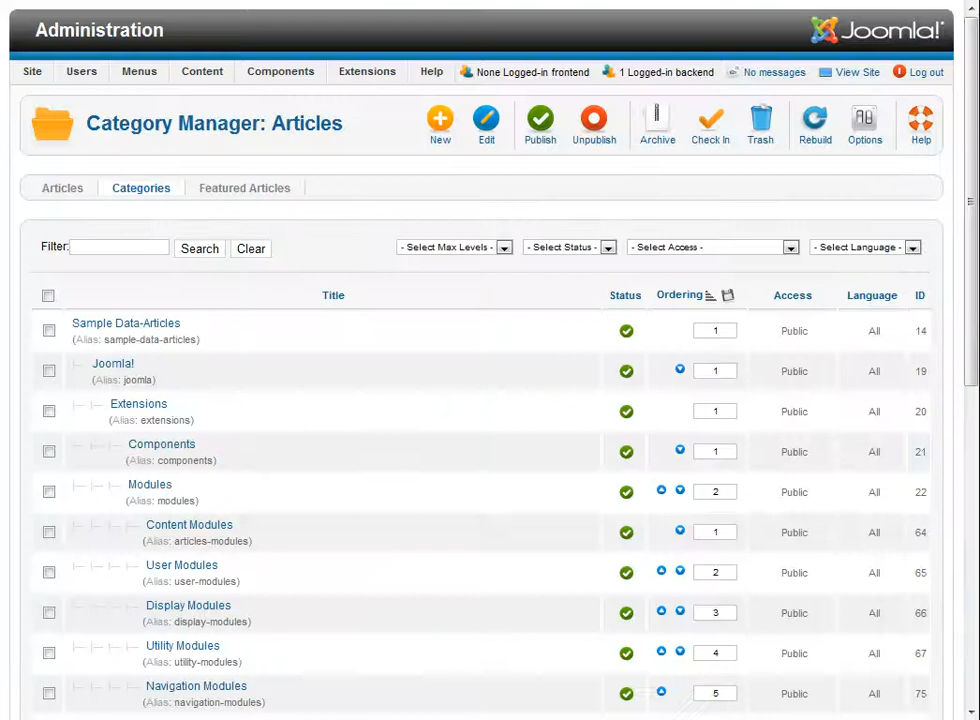 Administration
Joomla!
Site Users Menus Content Components Extensions Help None Logged-in frontend 1 Logged-in backend No messages View Site Log out
Category Manager: Articles
New Edit Publish Unpublish Archive Check In Trash Rebuild Options Help
Articles Categories Featured Articles
Filter: Search Clear - Select Max Levels - - Select Status - - Select Access - - Select Language -
Title Status Ordering Access Language ID
Sample Data-Articles 1 Public All 14
(Alias: sample-data-articles)
Joomla! 1 Public All 19
(Alias: joomla)
Extensions 1 Public All 20
(Alias: extensions)
Components 1 Public All 21
(Alias: components)
Modules 2 Public All 22
(Alias: modules)
Content Modules 1 Public All 64
(Alias: articles-modules)
User Modules 2 Public All 65
(Alias: user-modules)
Display Modules 3 Public All 66
(Alias: display-modules)
Utility Modules 4 Public All 67
(Alias: utility-modules)
Navigation Modules 5 Public All 75
(Alias: navigation-modules)